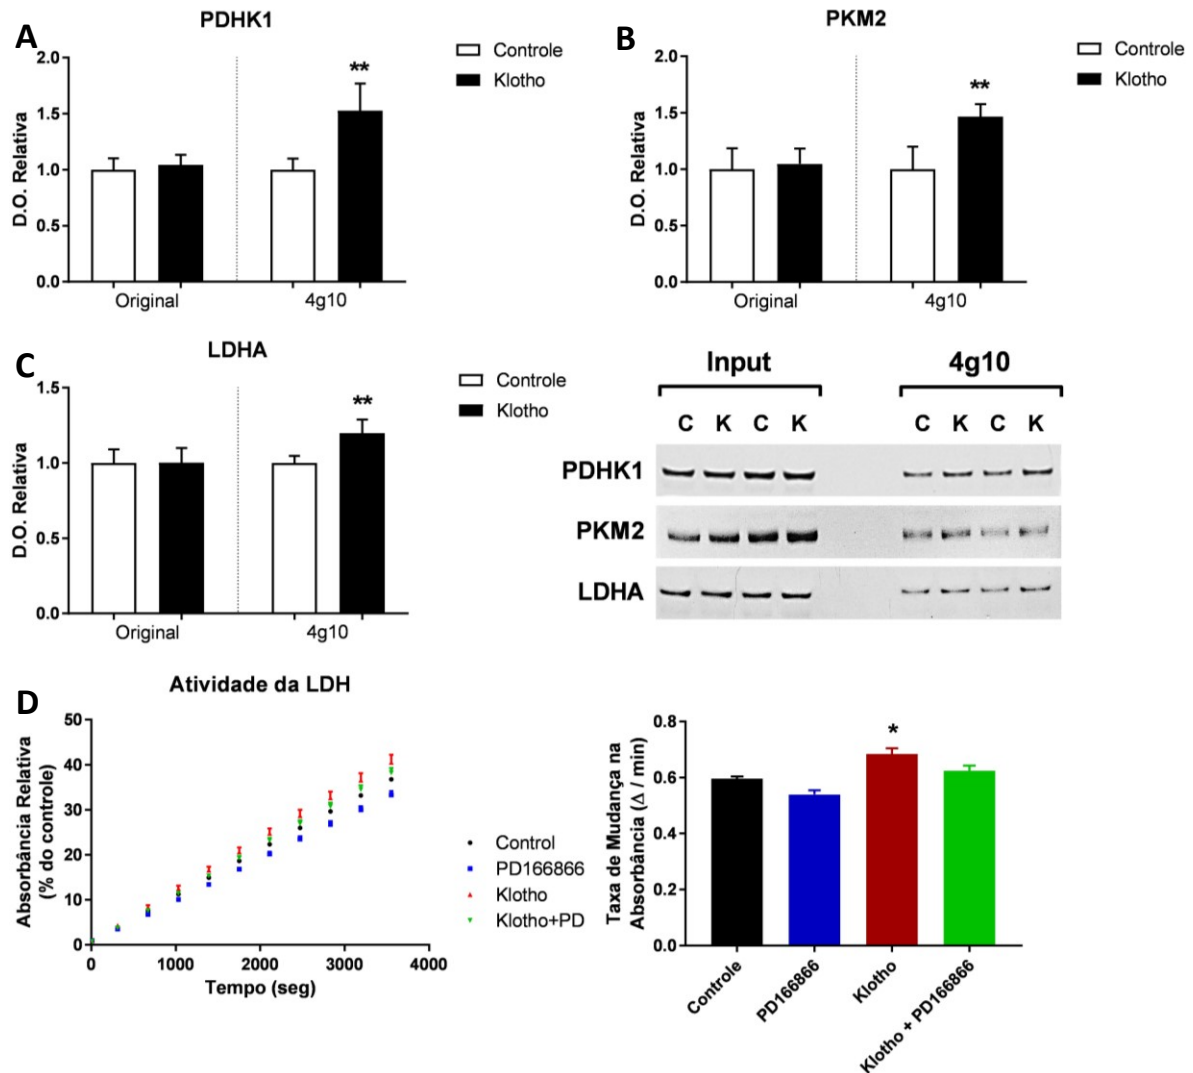 A
PDHK1
D.O. Relativa
2.0
1.5
1.0
0.5
0.0
**
Original
4g10
Controle
Klotho
B
PKM2
D.O. Relativa
2.0
1.5
1.0
0.5
0.0
**
Original
4g10
Controle
Klotho
C
LDHA
D.O. Relativa
1.5
1.0
0.5
0.0
**
Original
4g10
Controle
Klotho
Input
4g10
C K C K
C K C K
PDHK1
PKM2
LDHA
D
Atividade da LDH
Absorbância Relativa
(% do controle)
50
40
30
20
10
0
0 1000 2000 3000 4000
Tempo (seg)
Control
PD166866
Klotho
Klotho+PD
Taxa de Mudança na
Absorbância (Δ / min)
0.8
0.6
0.4
0.2
0.0
*
Controle
PD166866
Klotho
Klotho + PD166866